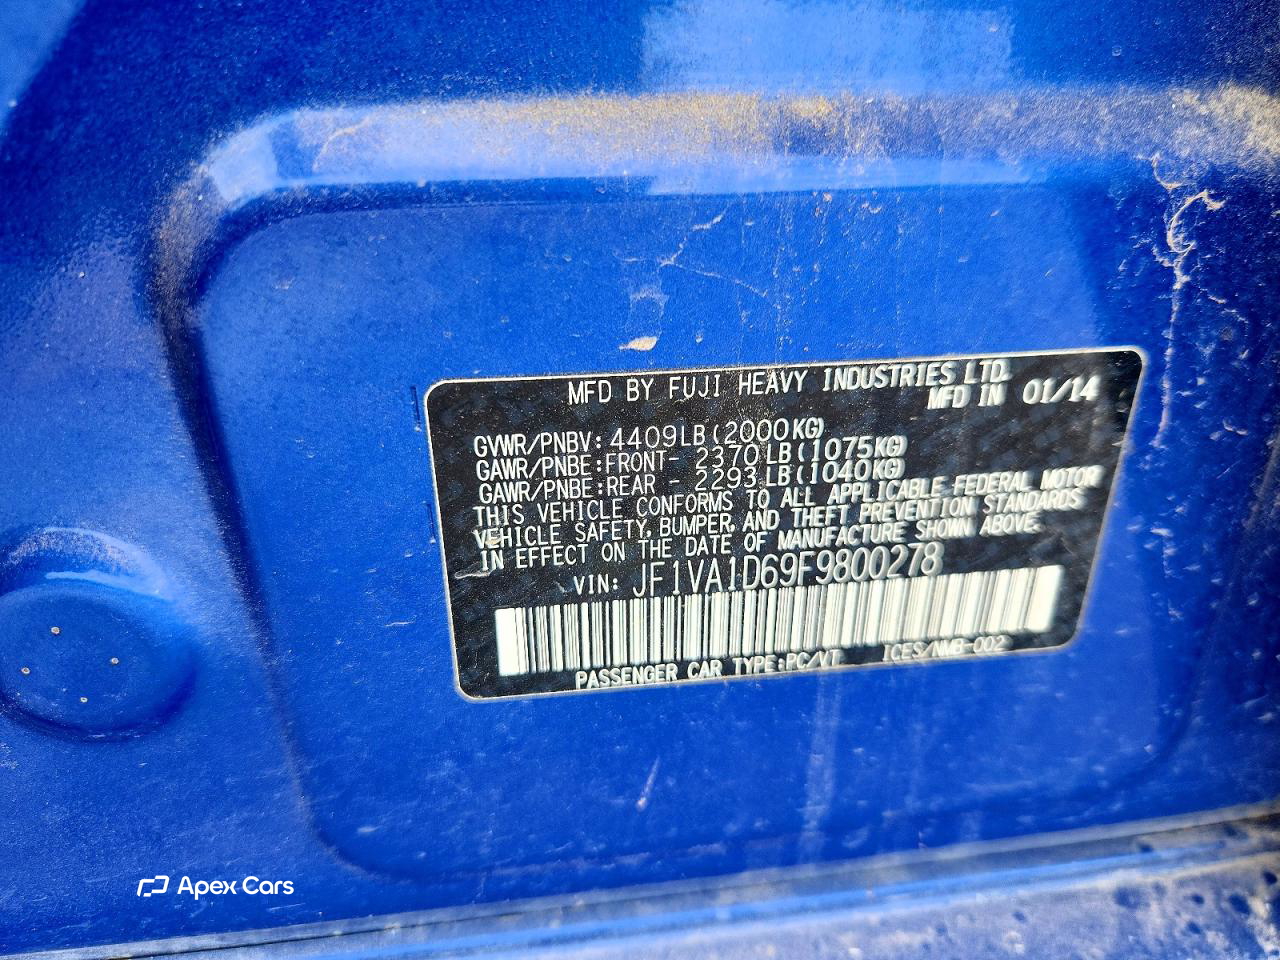 MFD BY FUJI HEAVY INDUSTRIES LTD.
MFD IN 01/14
GVWR/PNBV: 4409LB(2000KG)
GAWR/PNBE:FRONT- 2370LB(1075KG)
GAWR/PNBE:REAR - 2293LB(1040KG)
THIS VEHICLE CONFORMS TO ALL APPLICABLE FEDERAL MOTOR
VEHICLE SAFETY, BUMPER, AND THEFT PREVENTION STANDARDS
IN EFFECT ON THE DATE OF MANUFACTURE SHOWN ABOVE.
VIN: JF1VA1D69F9800278
PASSENGER CAR TYPE:PC/VT ICES/NMB-002
Apex Cars